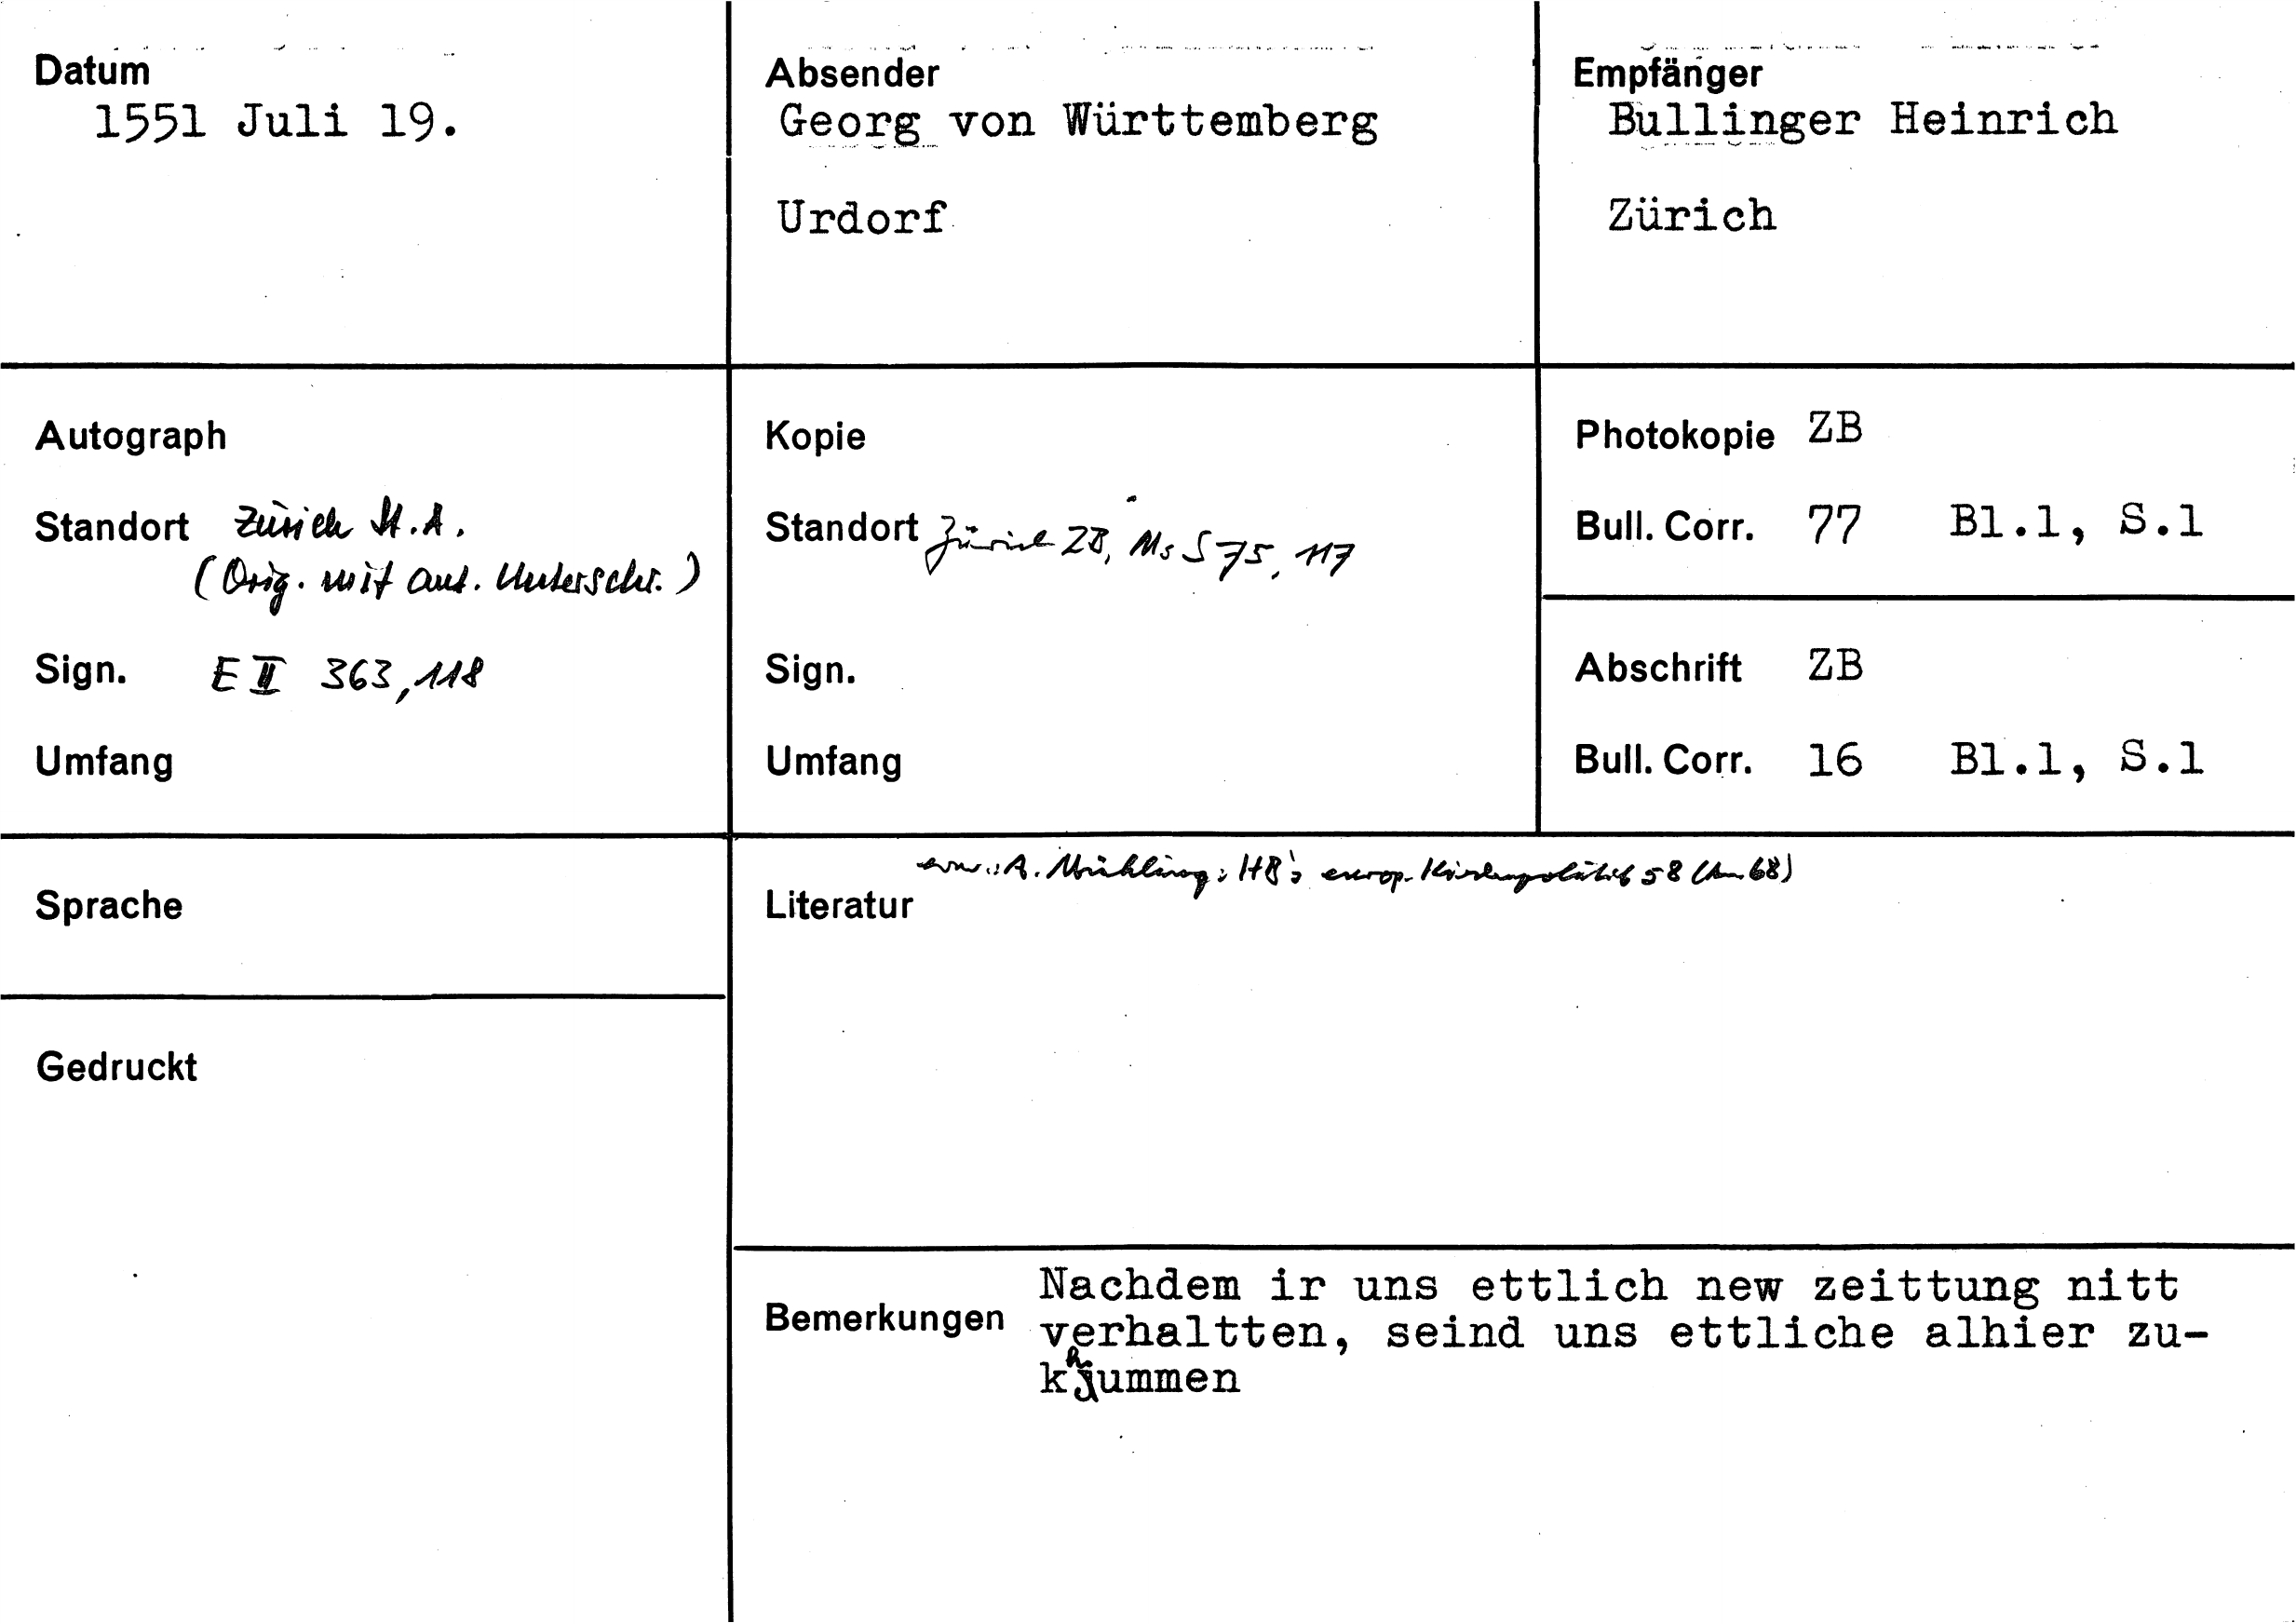 Datum
1551 Juli 19.
Absender
Georg von Württemberg
Urdorf
Empfänger
Bullinger Heinrich
Zürich
Autograph
Standort Zürich St.A.
(Orig. mit aut. Unterschr.)
Sign. E II 363,118
Umfang
Kopie
Standort Zürich ZB, Ms S 75, 117
Sign.
Umfang
Photokopie ZB
Bull. Corr. 77 Bl.1, S.1
Abschrift ZB
Bull. Corr. 16 Bl.1, S.1
Sprache
Gedruckt
A. Mühling: HB's europ. Kirchenpolitik 58 (Anm 68)
Literatur
Bemerkungen
Nachdem ir uns ettlich new zeittung nitt
verhaltten, seind uns ettliche alhier zu-
khummen